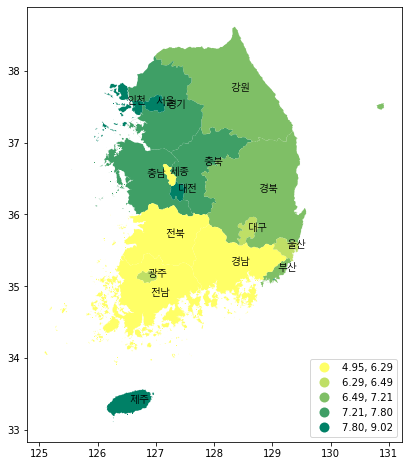 38
37
36
35
34
33
강원
인천
서울
경기
충북
충남
세종
대전
경북
대구
전북
울산
경남
부산
광주
전남
제주
4.95, 6.29
6.29, 6.49
6.49, 7.21
7.21, 7.80
7.80, 9.02
125
126
127
128
129
130
131